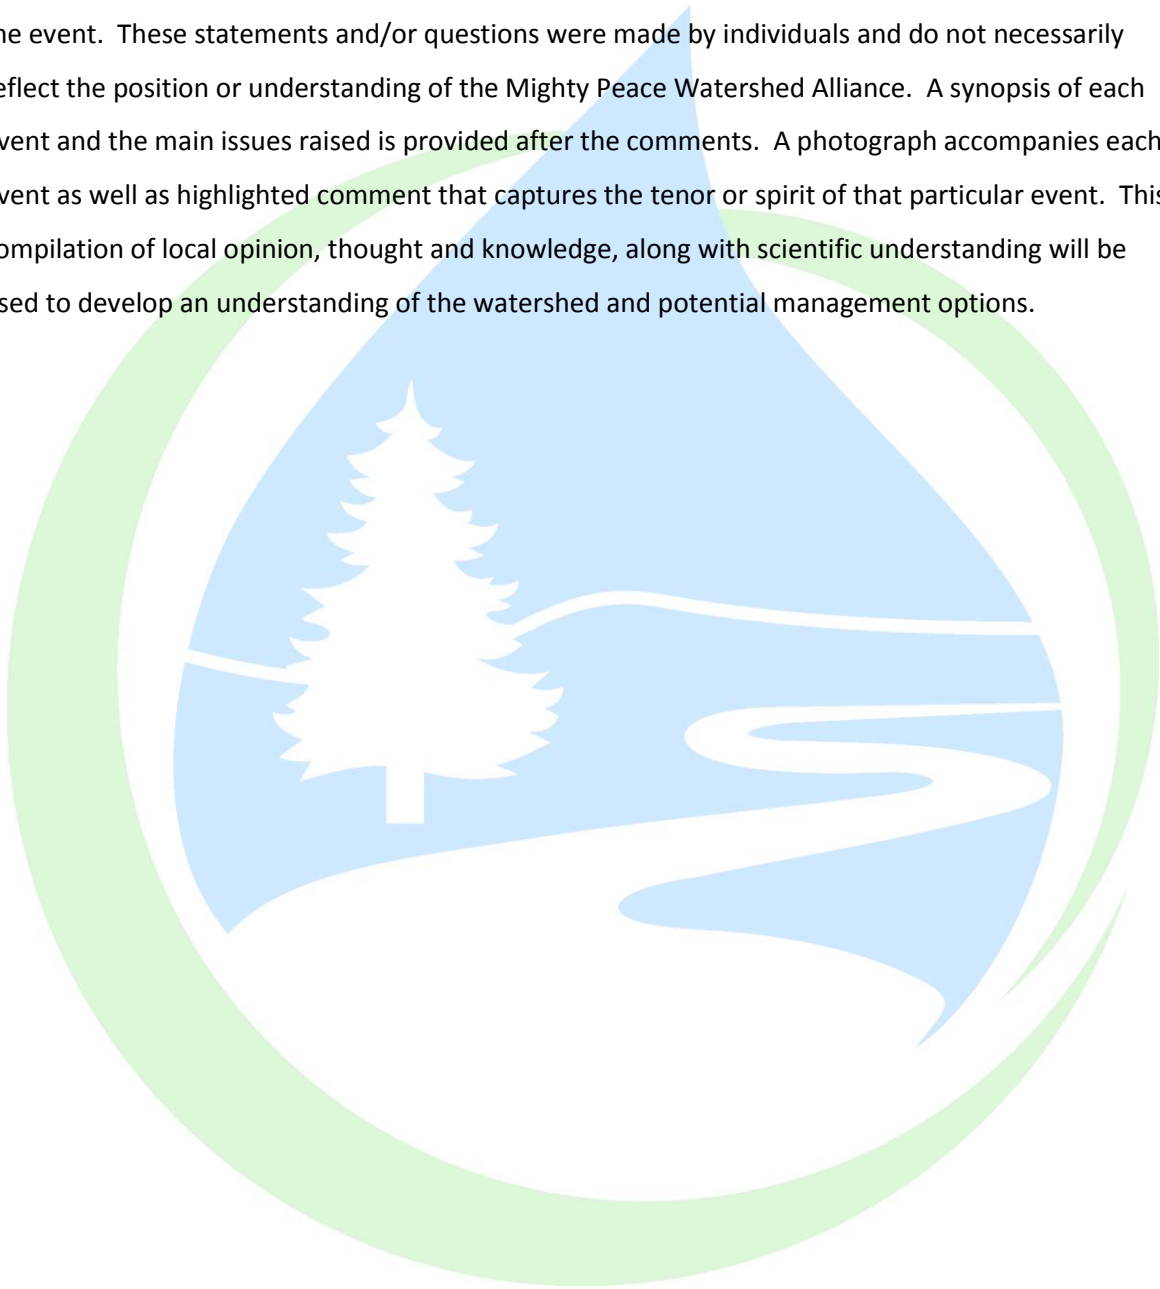 he event. These statements and/or questions were made by individuals and do not necessarily
eflect the position or understanding of the Mighty Peace Watershed Alliance. A synopsis of each
vent and the main issues raised is provided after the comments. A photograph accompanies each
vent as well as highlighted comment that captures the tenor or spirit of that particular event. This
ompilation of local opinion, thought and knowledge, along with scientific understanding will be
sed to develop an understanding of the watershed and potential management options.